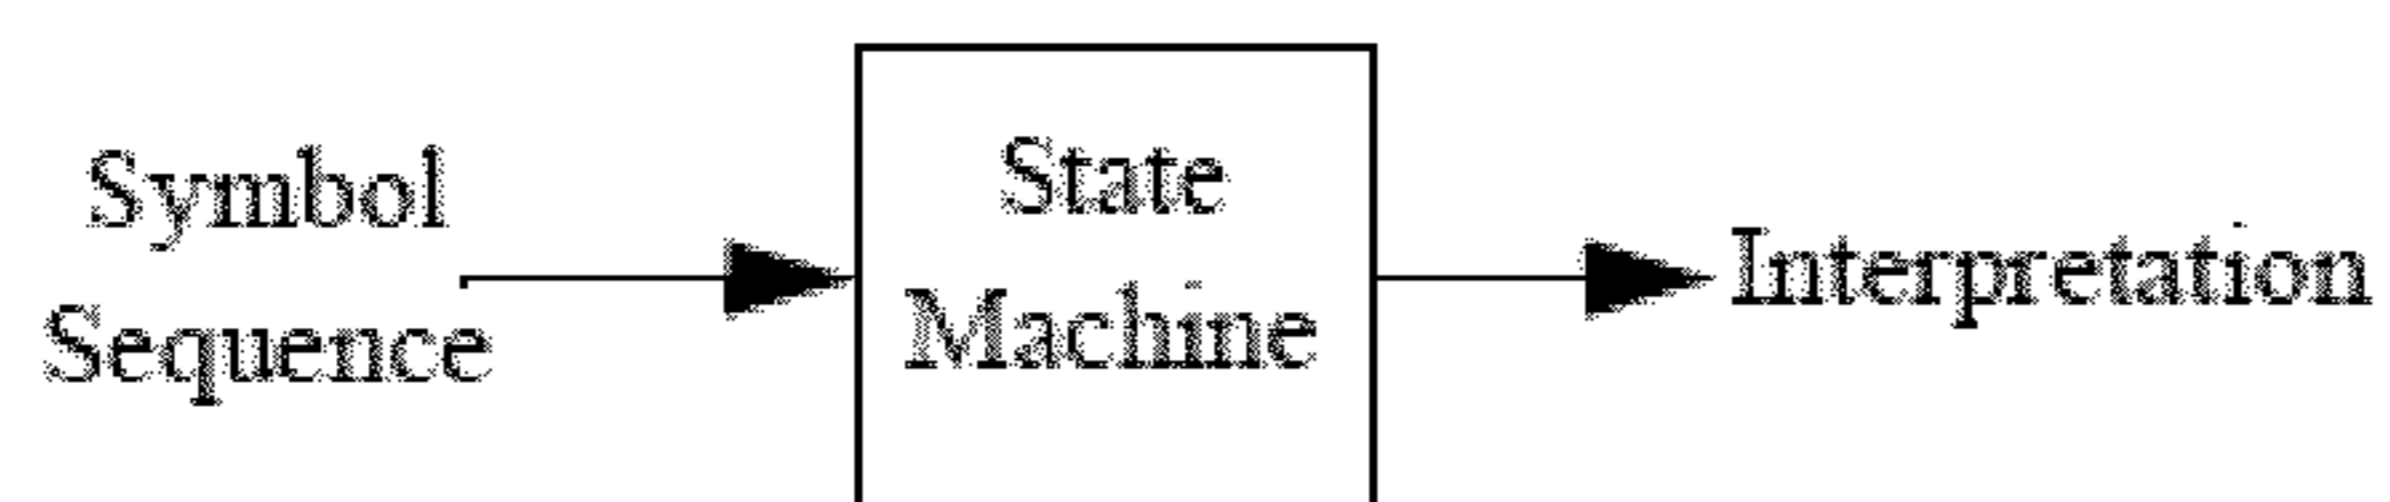 Symbol
Sequence
State
Machine
Interpretation